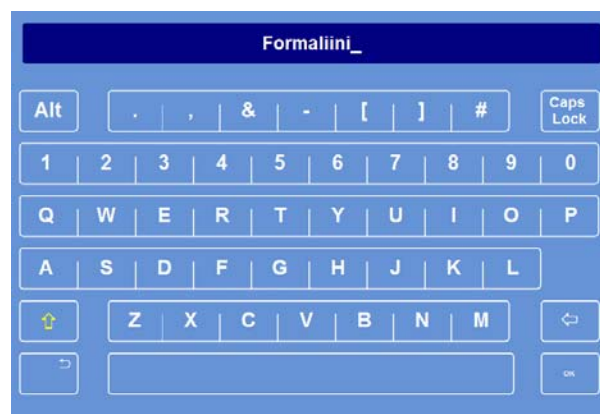 Formaliini_
Alt . , & - [ ] # Caps Lock
1 2 3 4 5 6 7 8 9 0
Q W E R T Y U I O P
A S D F G H J K L
Z X C V B N M
OK